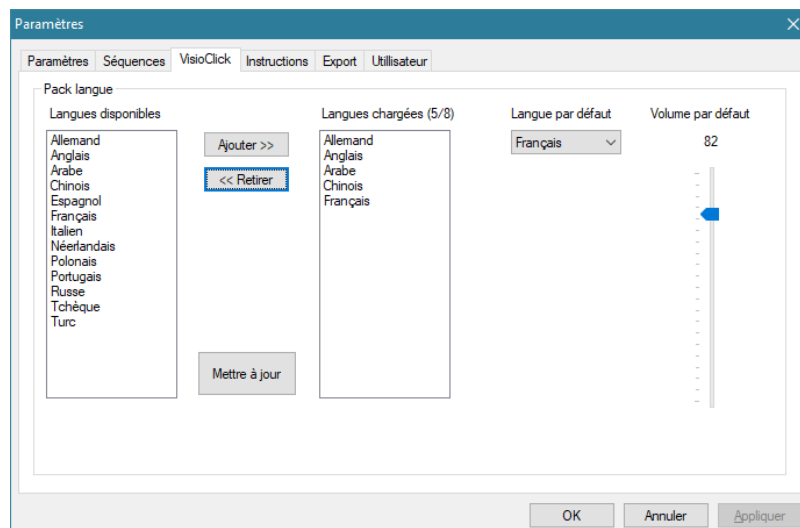 Paramètres
Paramètres Séquences VisioClick Instructions Export Utilisateur
Pack langue
Langues disponibles
Allemand
Anglais
Arabe
Chinois
Espagnol
Français
Italien
Néerlandais
Polonais
Portugais
Russe
Tchèque
Turc
Ajouter >>
<< Retirer
Mettre à jour
Langues chargées (5/8)
Allemand
Anglais
Arabe
Chinois
Français
Langue par défaut
Français
Volume par défaut
82
OK Annuler Appliquer